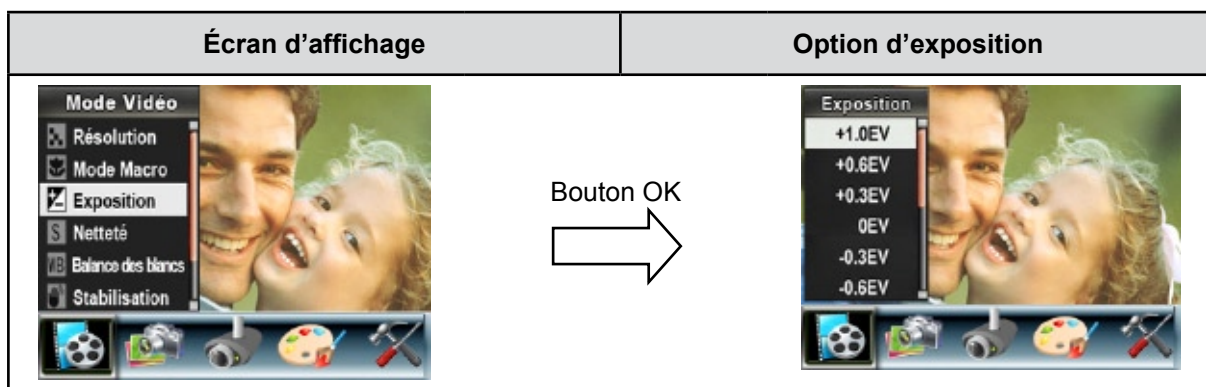 Écran d’affichage
Option d’exposition
Mode Vidéo
Résolution
Mode Macro
Exposition
S Netteté
WB Balance des blancs
Stabilisation
Bouton OK
Exposition
+1.0EV
+0.6EV
+0.3EV
0EV
-0.3EV
-0.6EV